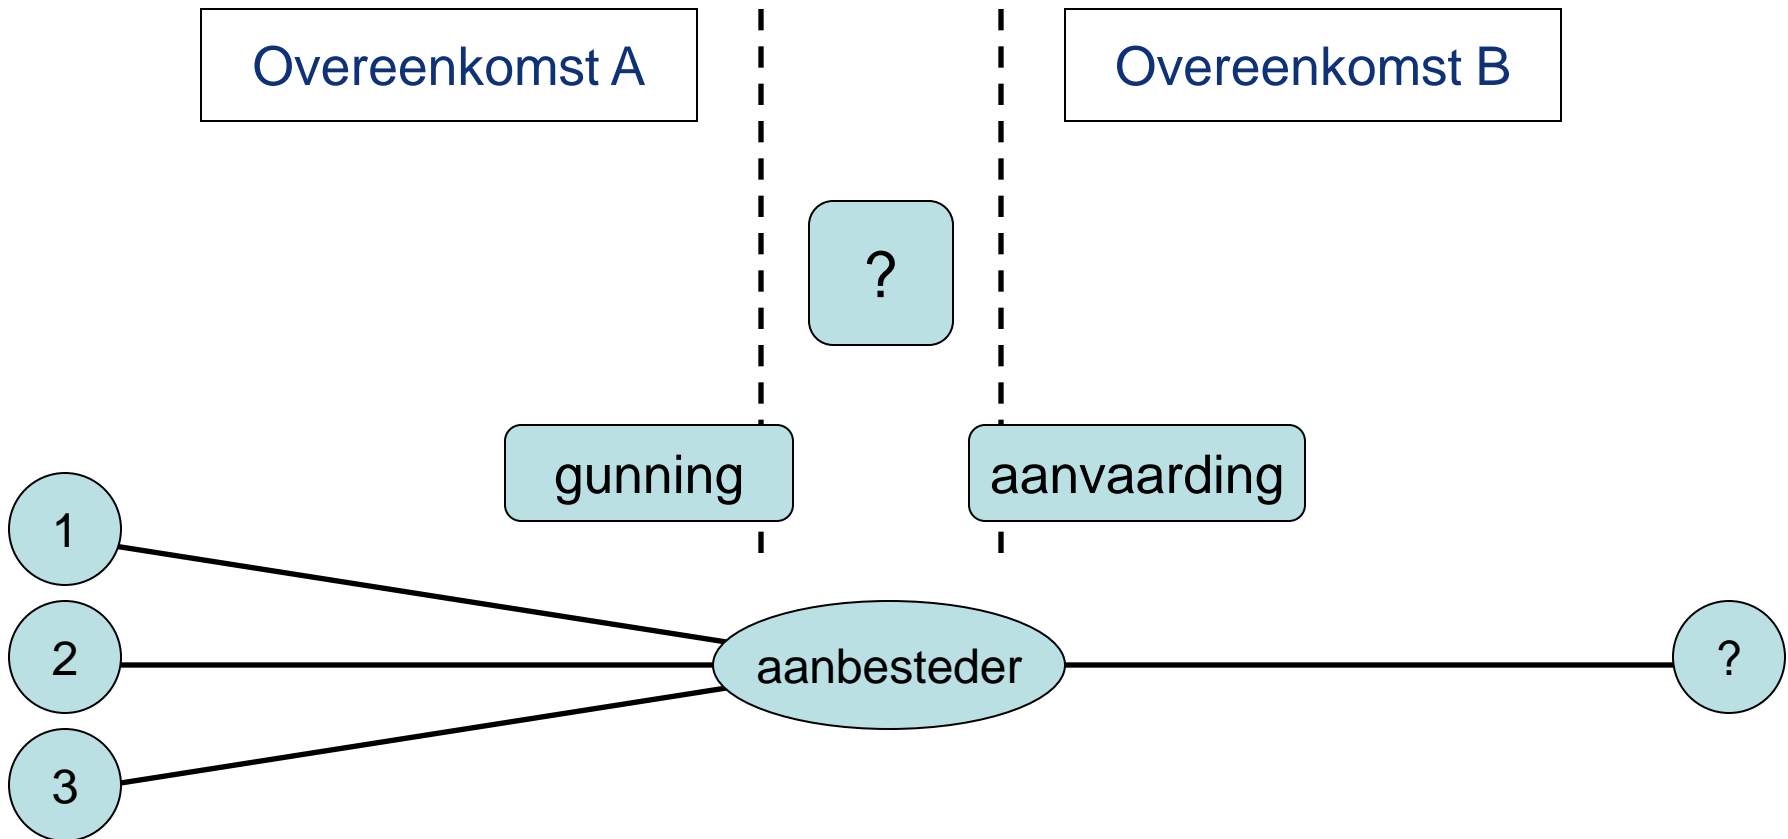 Overeenkomst A
Overeenkomst B
?
gunning
aanvaarding
1
2
3
aanbesteder
?